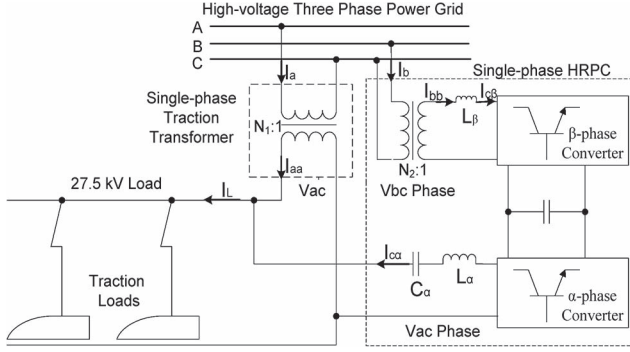 High-voltage Three Phase Power Grid
A
B
C
Ia
Ib
Single-phase HRPC
Single-phase
Traction
Transformer
N1:1
Ibb
Icβ
Lβ
β-phase
Converter
N2:1
Iaa
Vac
Vbc Phase
27.5 kV Load
IL
Icα
Cα
Lα
Traction
Loads
α-phase
Converter
Vac Phase